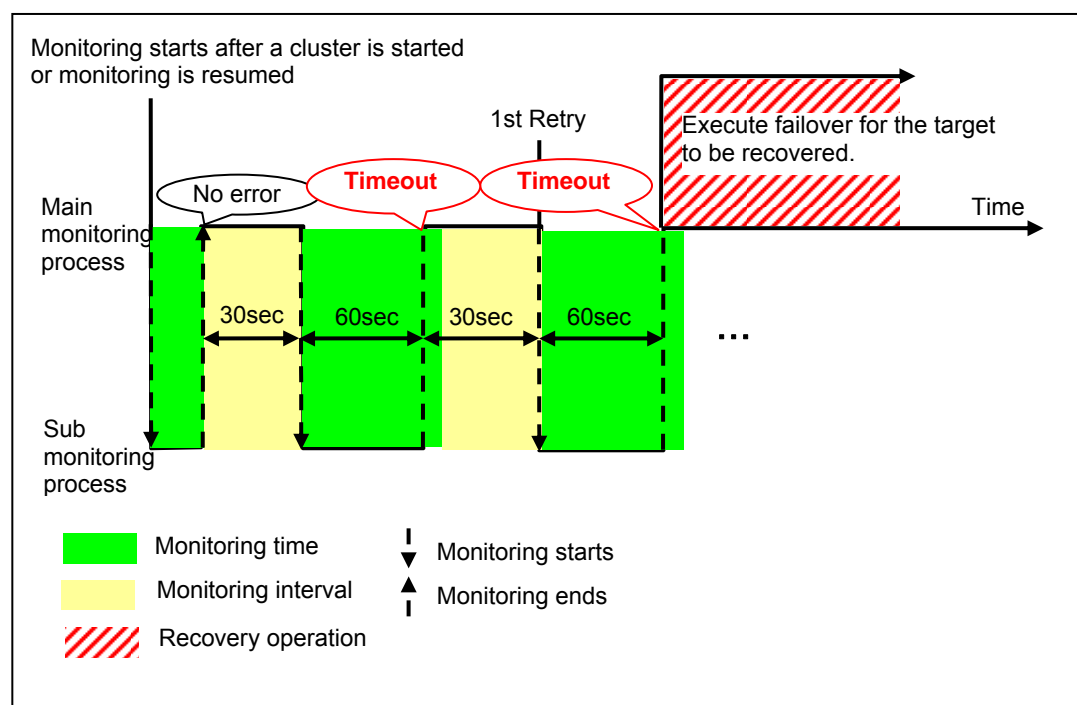 Monitoring starts after a cluster is started
or monitoring is resumed
1st Retry
Execute failover for the target
to be recovered.
No error
Timeout
Timeout
Time
Main
monitoring
process
30sec
60sec
30sec
60sec
...
Sub
monitoring
process
Monitoring time
Monitoring starts
Monitoring interval
Monitoring ends
Recovery operation